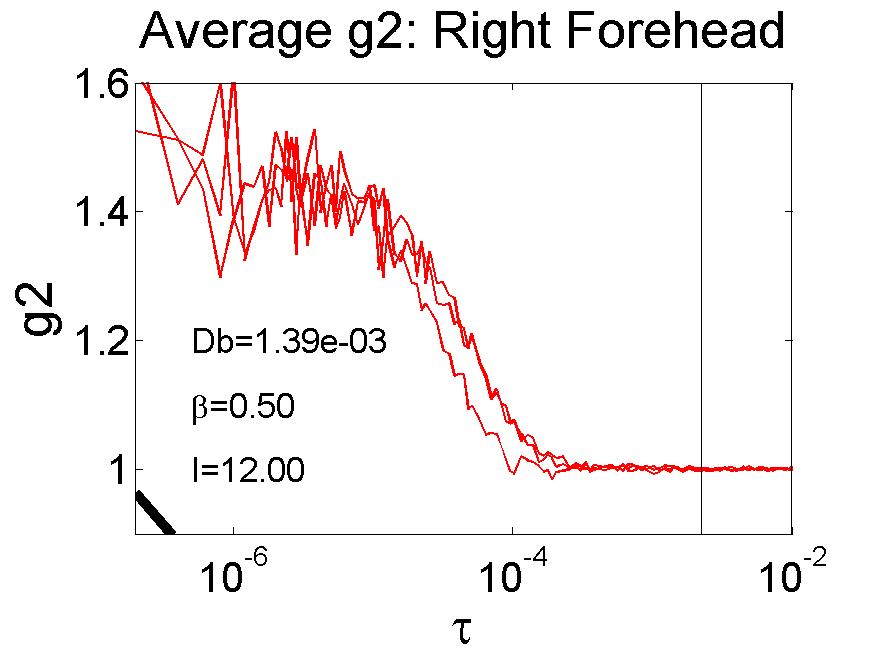 Average g2: Right Forehead
1.6
1.4
1.2
1
g2
Db=1.39e-03
β=0.50
I=12.00
10^-6
10^-4
10^-2
τ